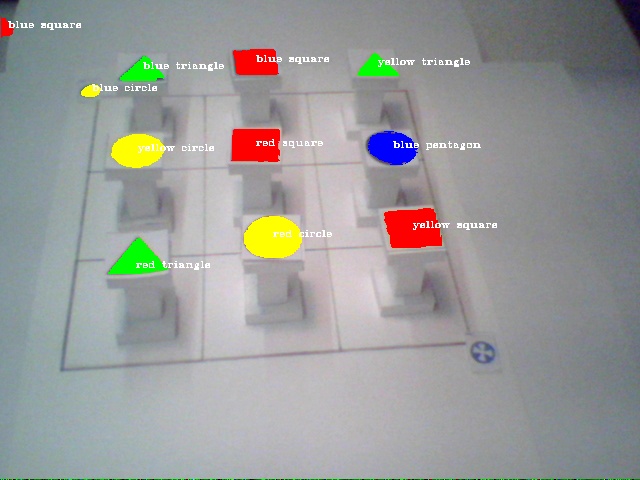 blue square
blue triangle
blue square
yellow triangle
blue circle
yellow circle
red square
blue pentagon
red triangle
red circle
yellow square